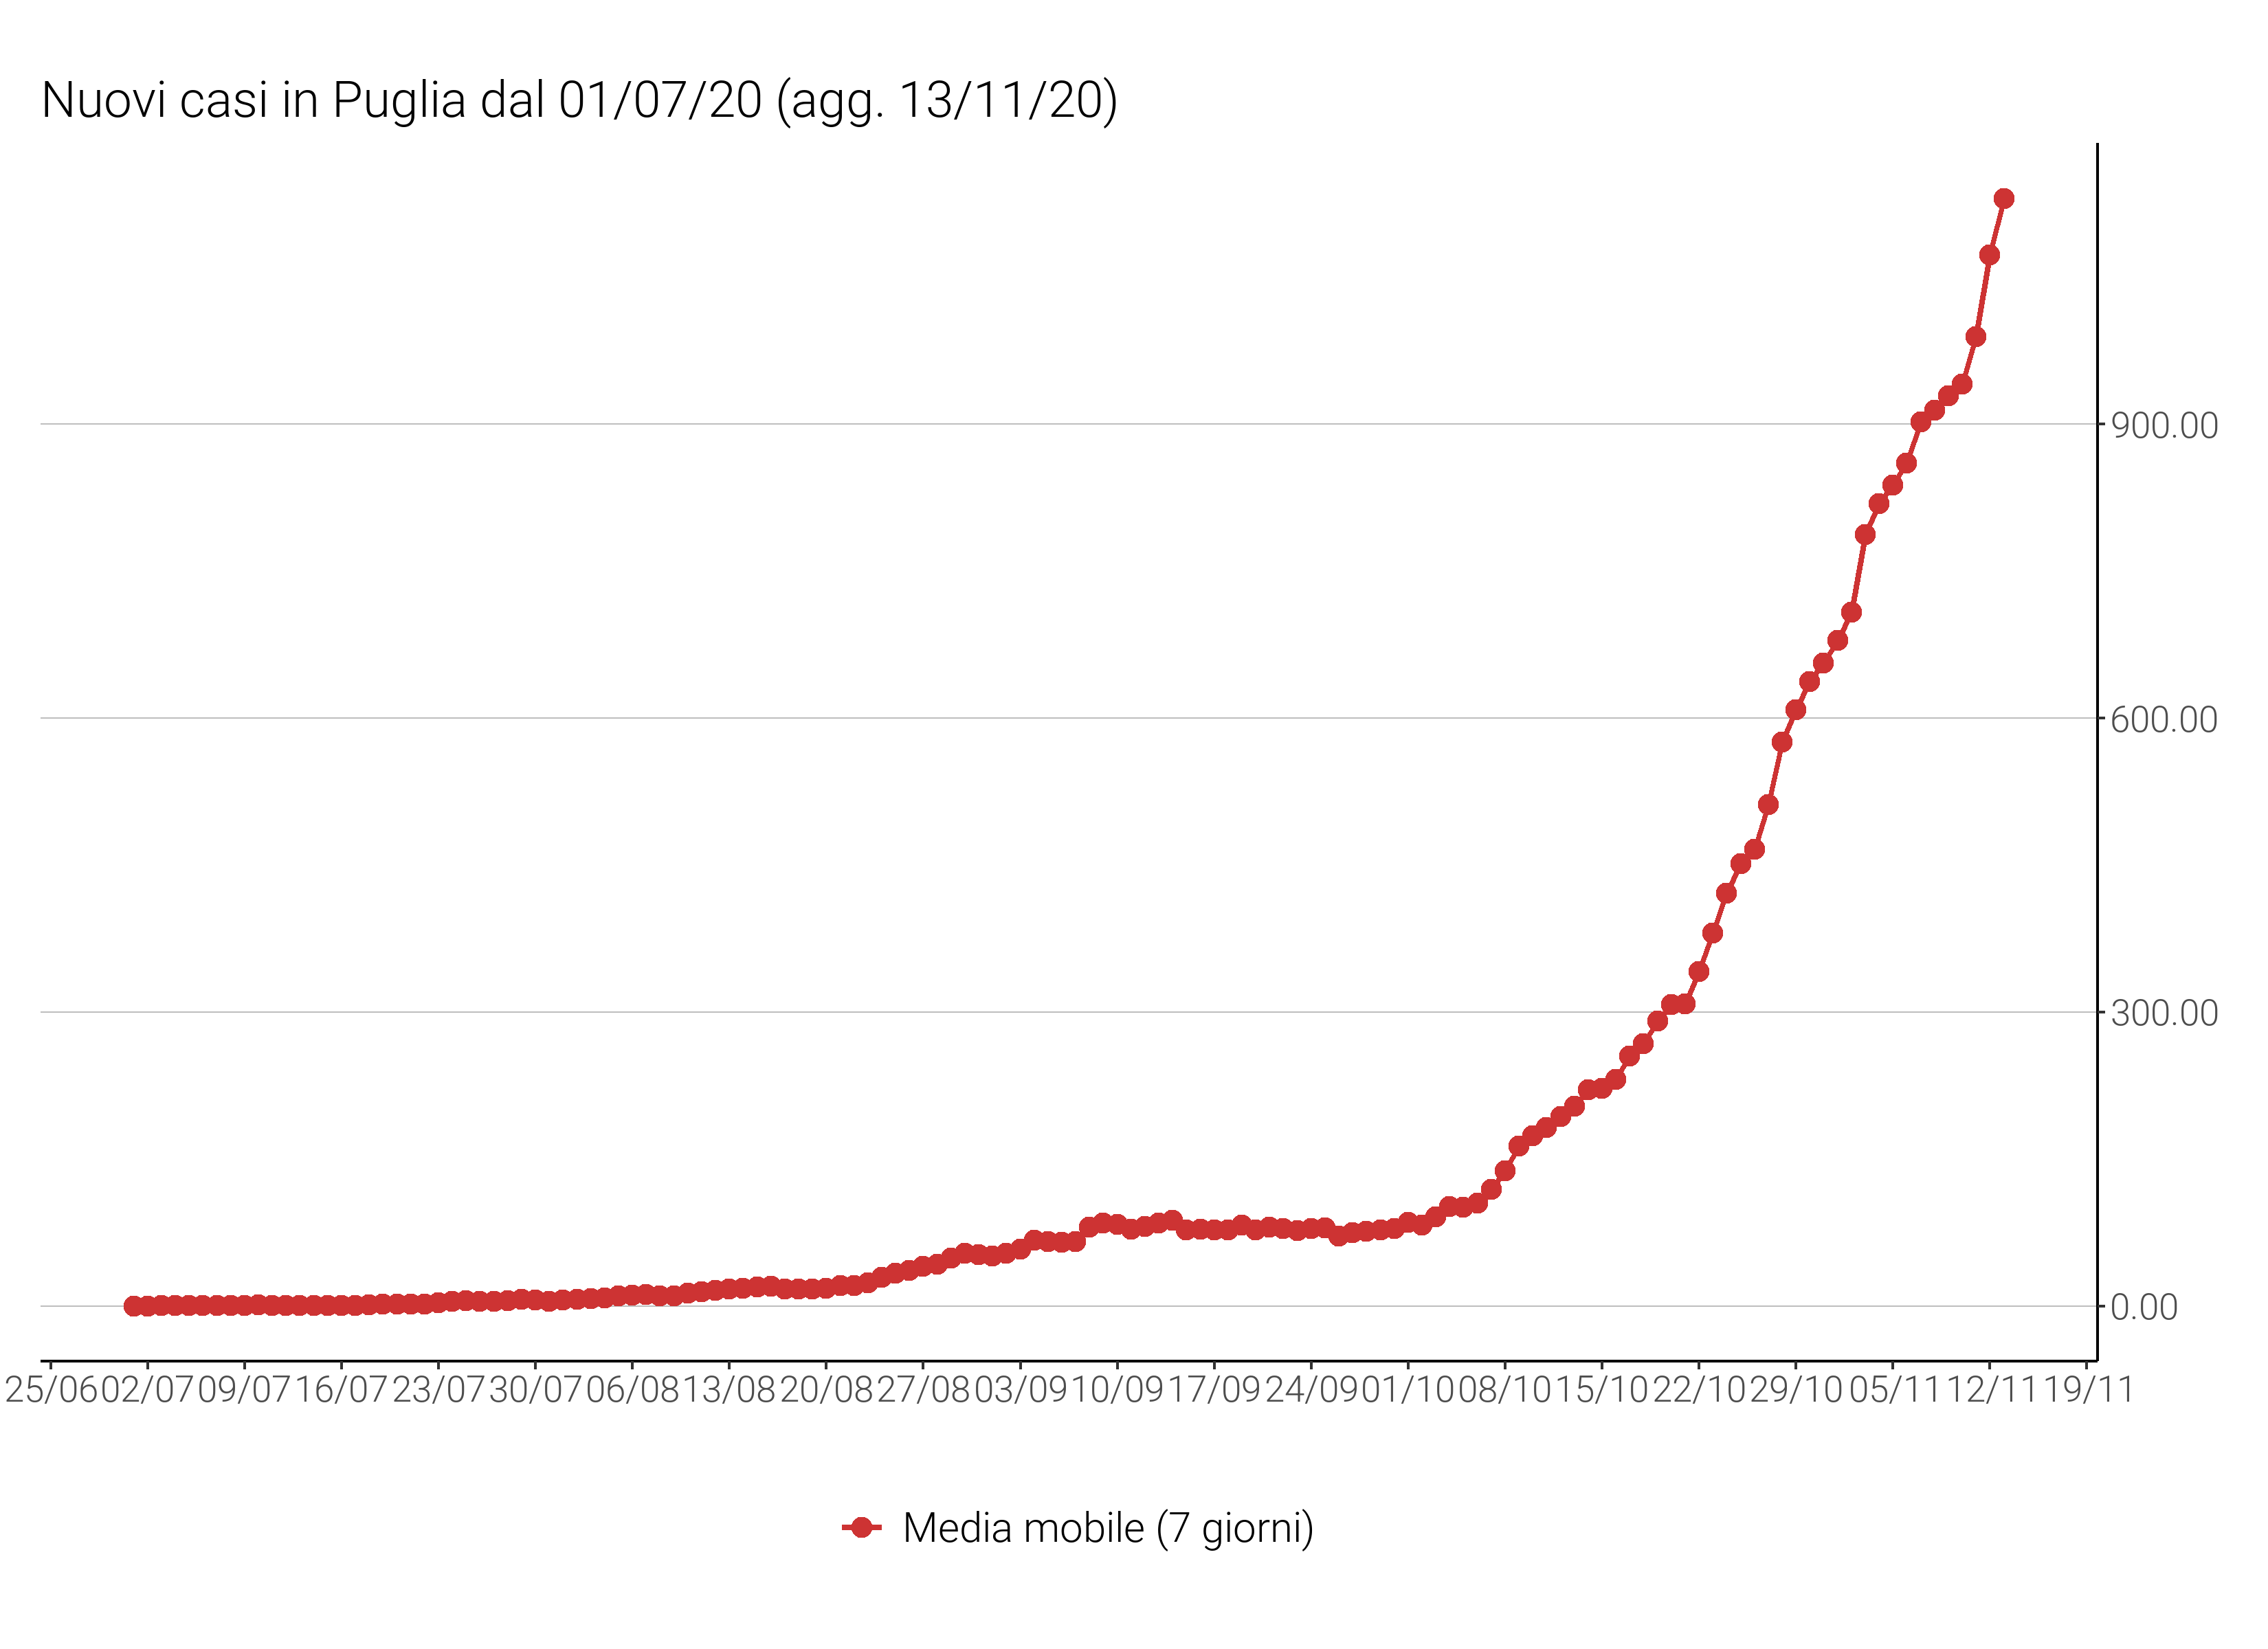 Nuovi casi in Puglia dal 01/07/20 (agg. 13/11/20)
900.00
600.00
300.00
0.00
25/06 02/07 09/07 16/07 23/07 30/07 06/08 13/08 20/08 27/08 03/09 10/09 17/09 24/09 01/10 08/10 15/10 22/10 29/10 05/11 12/11 19/11
Media mobile (7 giorni)